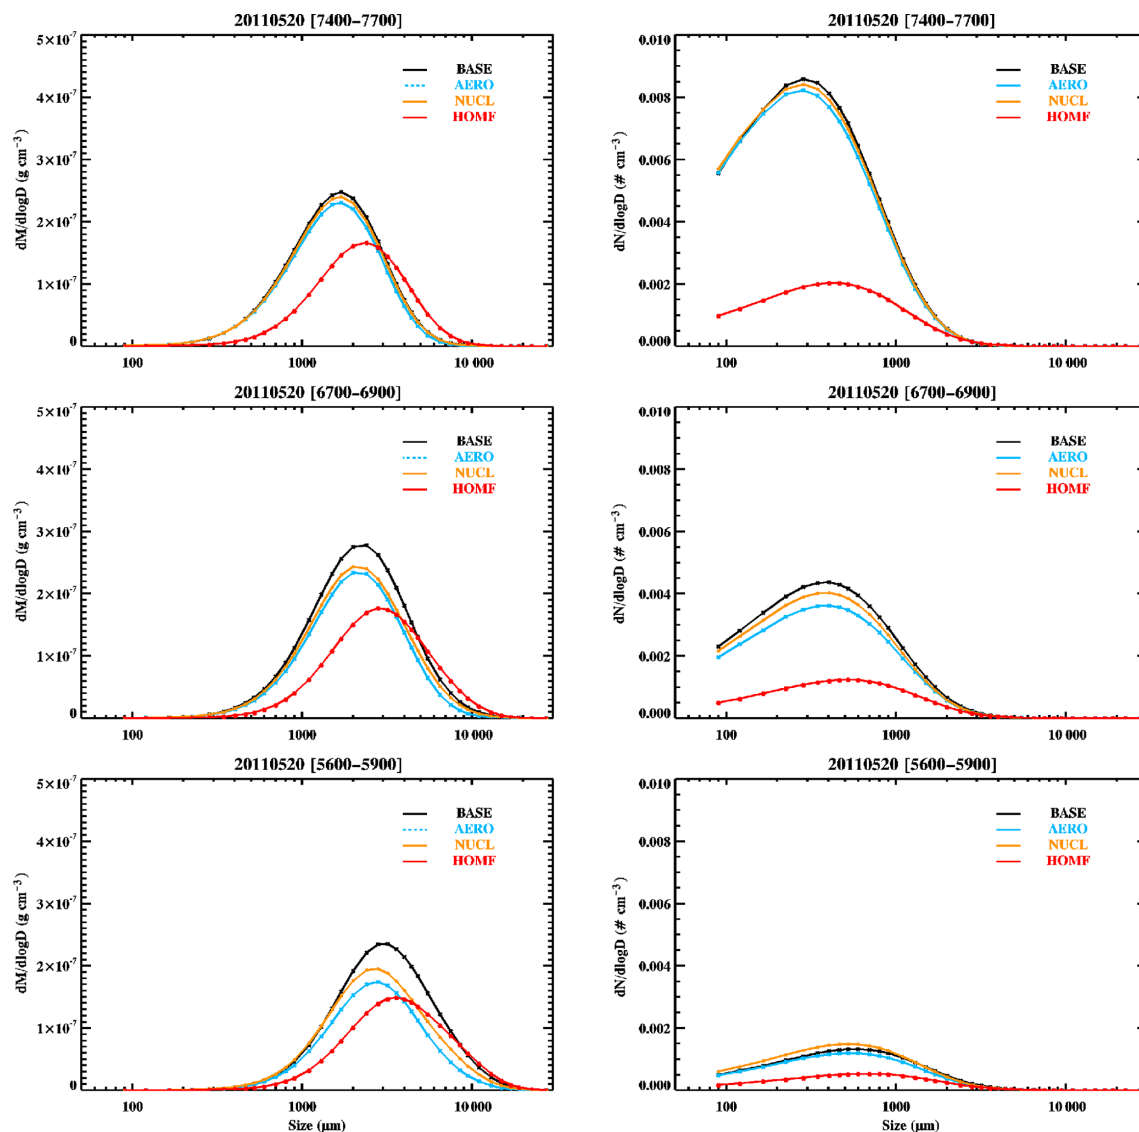 20110520 [7400−7700]
5×10⁻⁷
4×10⁻⁷
3×10⁻⁷
2×10⁻⁷
1×10⁻⁷
0
dM/dlogD (g cm⁻³)
BASE
AERO
NUCL
HOMF
100
1000
10 000
20110520 [7400−7700]
0.010
0.008
0.006
0.004
0.002
0.000
dN/dlogD (# cm⁻³)
BASE
AERO
NUCL
HOMF
100
1000
10 000
20110520 [6700−6900]
5×10⁻⁷
4×10⁻⁷
3×10⁻⁷
2×10⁻⁷
1×10⁻⁷
0
dM/dlogD (g cm⁻³)
BASE
AERO
NUCL
HOMF
100
1000
10 000
20110520 [6700−6900]
0.010
0.008
0.006
0.004
0.002
0.000
dN/dlogD (# cm⁻³)
BASE
AERO
NUCL
HOMF
100
1000
10 000
20110520 [5600−5900]
5×10⁻⁷
4×10⁻⁷
3×10⁻⁷
2×10⁻⁷
1×10⁻⁷
0
dM/dlogD (g cm⁻³)
BASE
AERO
NUCL
HOMF
100
1000
10 000
Size (μm)
20110520 [5600−5900]
0.010
0.008
0.006
0.004
0.002
0.000
dN/dlogD (# cm⁻³)
BASE
AERO
NUCL
HOMF
100
1000
10 000
Size (μm)